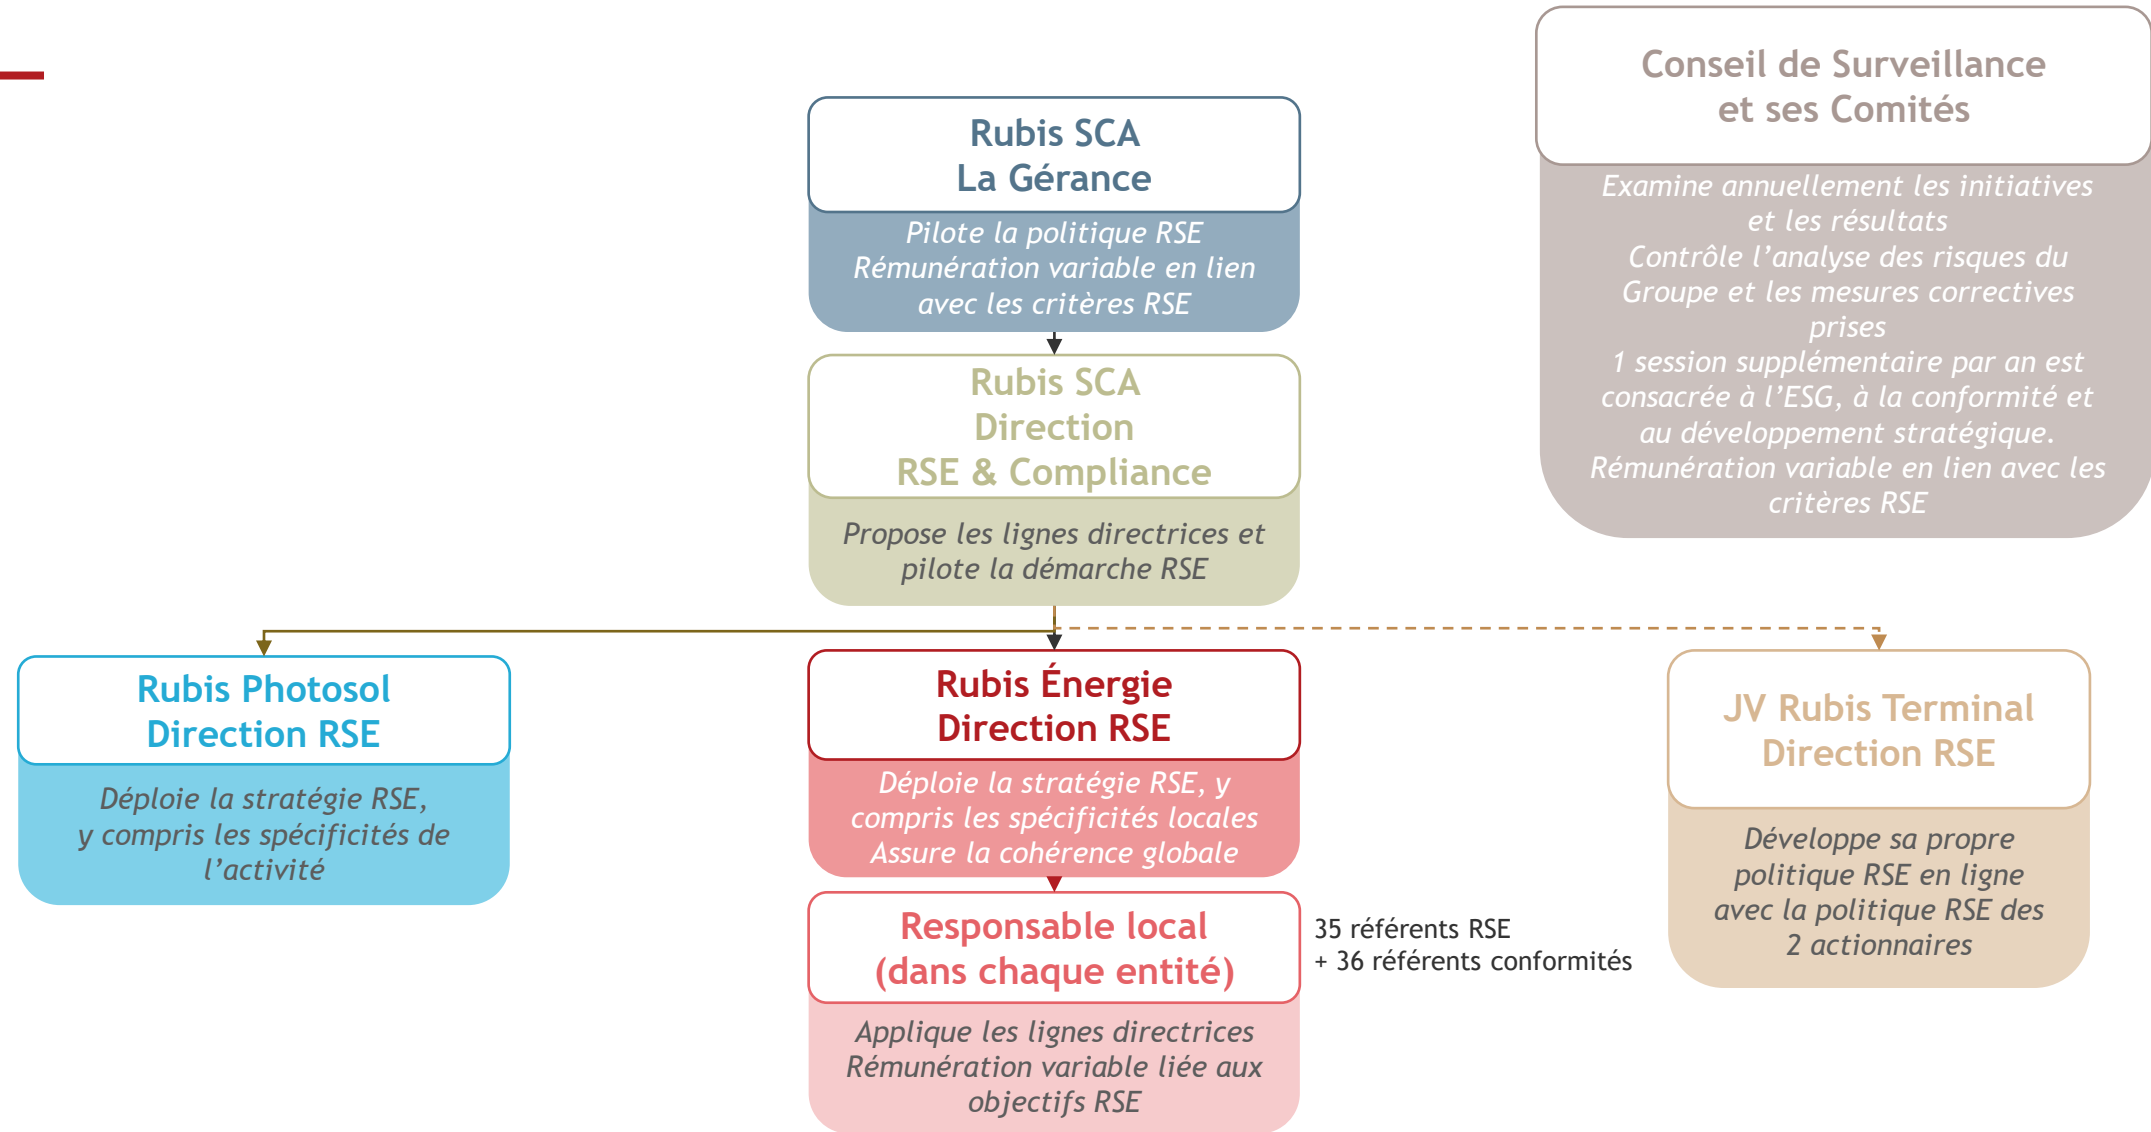 Conseil de Surveillance
et ses Comités
Examine annuellement les initiatives
et les résultats
Contrôle l’analyse des risques du
Groupe et les mesures correctives
prises
1 session supplémentaire par an est
consacrée à l’ESG, à la conformité et
au développement stratégique.
Rémunération variable en lien avec les
critères RSE
Rubis SCA
La Gérance
Pilote la politique RSE
Rémunération variable en lien
avec les critères RSE
Rubis SCA
Direction
RSE & Compliance
Propose les lignes directrices et
pilote la démarche RSE
Rubis Photosol
Direction RSE
Déploie la stratégie RSE,
y compris les spécificités de
l’activité
Rubis Énergie
Direction RSE
Déploie la stratégie RSE, y
compris les spécificités locales
Assure la cohérence globale
JV Rubis Terminal
Direction RSE
Développe sa propre
politique RSE en ligne
avec la politique RSE des
2 actionnaires
Responsable local
(dans chaque entité)
Applique les lignes directrices
Rémunération variable liée aux
objectifs RSE
35 référents RSE
+ 36 référents conformités